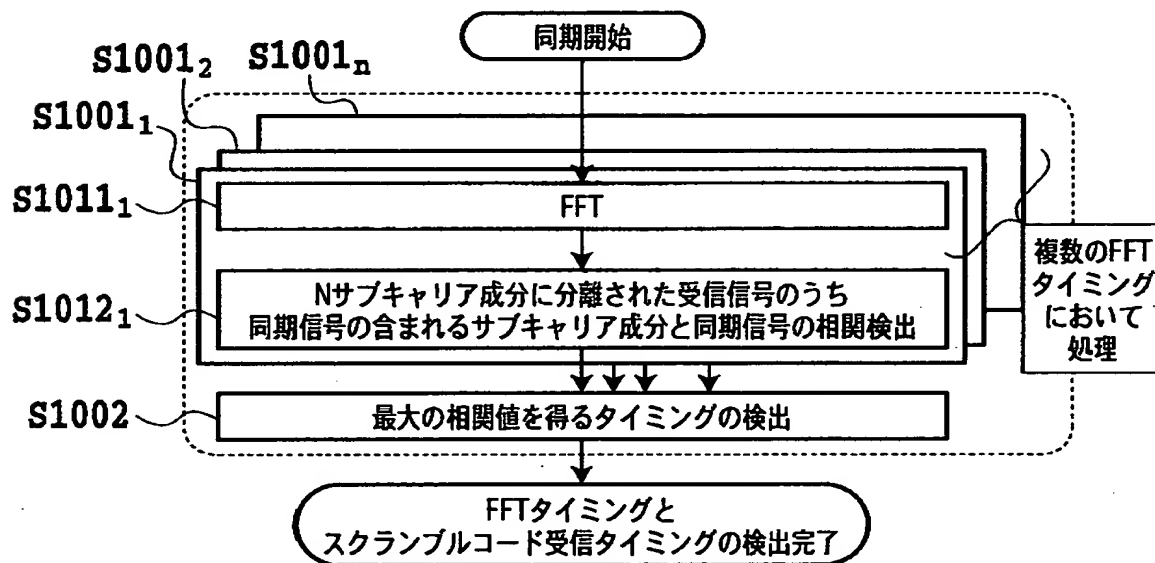 同期開始
S1001₂
S1001ₙ
S1001₁
S1011₁
FFT
S1012₁
Nサブキャリア成分に分離された受信信号のうち
同期信号の含まれるサブキャリア成分と同期信号の相関検出
複数のFFT
タイミング
において
処理
S1002
最大の相関値を得るタイミングの検出
FFTタイミングと
スクランブルコード受信タイミングの検出完了